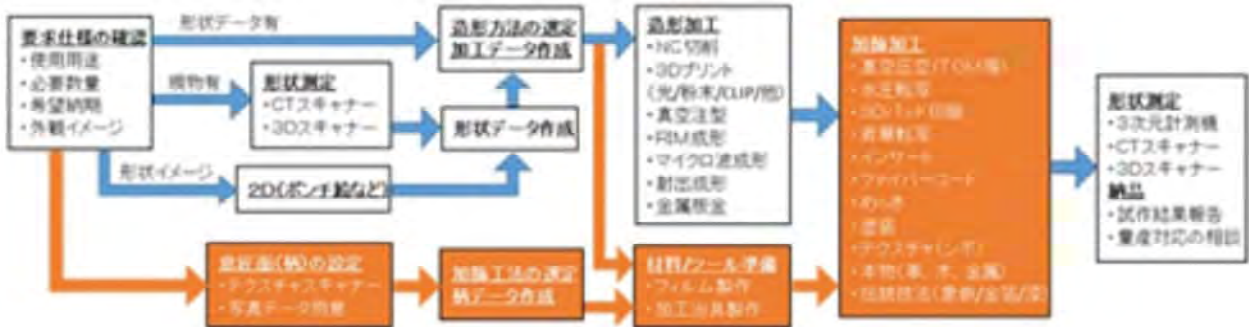 要求仕様の確認
・使用用途
・必要数量
・希望納期
・外観イメージ
形状データ有
現物有
形状イメージ
形状測定
・CTスキャナー
・3Dスキャナー
2D(ポンチ絵など)
造形方法の選定
加工データ作成
形状データ作成
造形加工
・NC切削
・3Dプリント
(光/粉末/CLIP/他)
・真空注型
・RIM成形
・マイクロ波成形
・射出成形
・金属板金
意匠面(柄)の設定
・テクスチャスキャナー
・写真データ
加飾工法の選定
柄データ作成
材料/ツール準備
・フィルム製作
・加工治具製作
加飾加工
・真空圧空(TOM等)
・水圧転写
・3Dパッド印刷
・昇華転写
・インサート
・ファイバーコート
・めっき
・塗装
・テクスチャ(シボ)
・本物(革、木、金属)
・伝統技法(/金箔/漆)
形状測定
・3次元計測機
・CTスキャナー
・3Dスキャナー
納品
・試作結果報告
・量産対応の相談